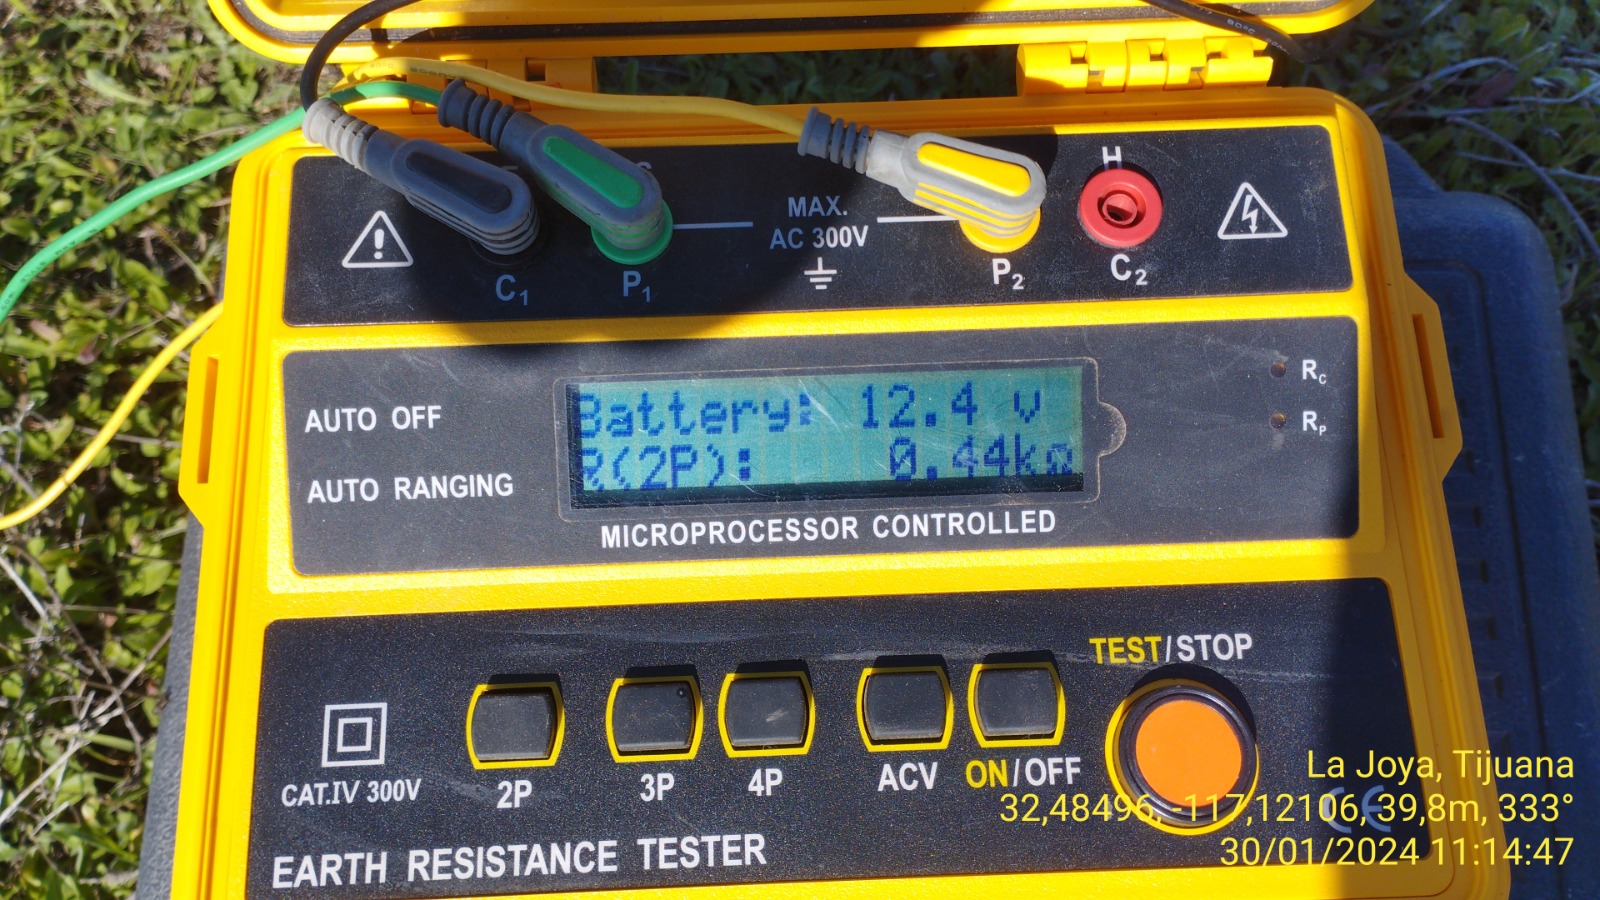 H
MAX.
AC 300V
C1
P1
P2
C2
AUTO OFF
AUTO RANGING
Battery: 12.4 v
R(2P): 0.44kΩ
RC
RP
MICROPROCESSOR CONTROLLED
TEST/STOP
CAT.IV 300V
2P
3P
4P
ACV
ON/OFF
CE
EARTH RESISTANCE TESTER
La Joya, Tijuana
32,48496, -117,12106, 39,8m, 333°
30/01/2024 11:14:47